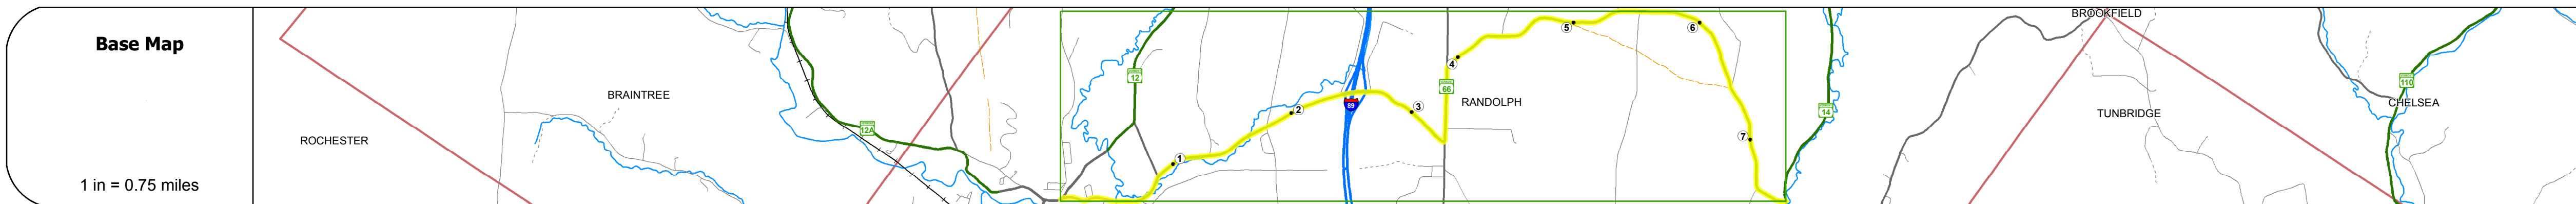 Base Map
1 in = 0.75 miles
ROCHESTER
BRAINTREE
12A
12
1
2
89
3
4
66
RANDOLPH
5
6
7
14
BROOKFIELD
TUNBRIDGE
110
CHELSEA